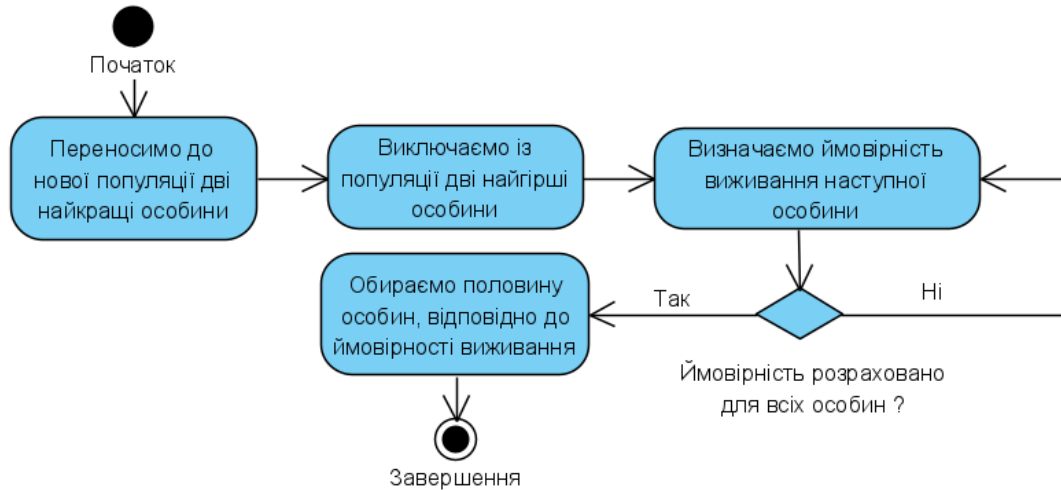 Початок
Переносимо до
нової популяції дві
найкращі особини
Виключаємо із
популяції дві найгірші
особини
Визначаємо ймовірність
виживання наступної
особини
Обираємо половину
особин, відповідно до
ймовірності виживання
Так
Ні
Ймовірність розраховано
для всіх особин ?
Завершення